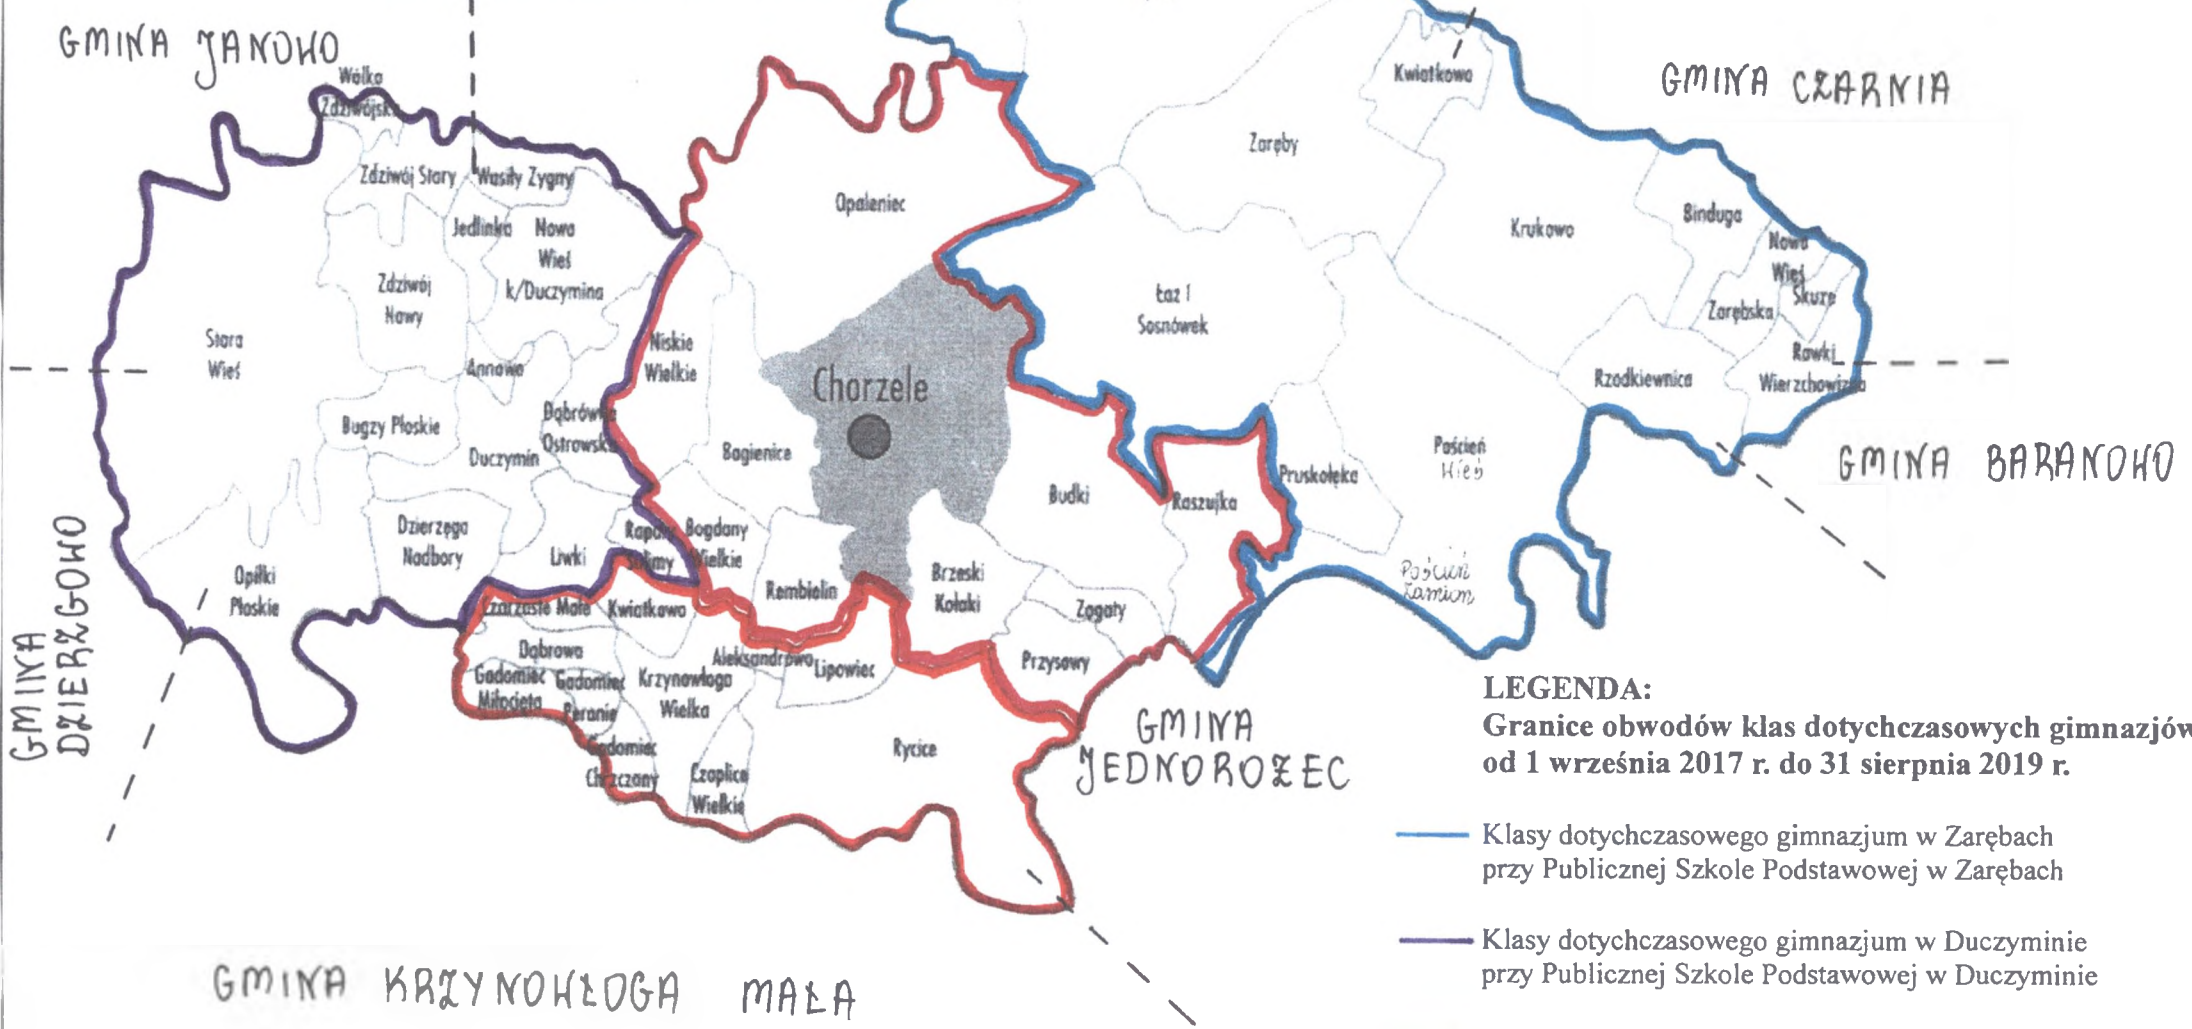 GMINA JANOWO
Wólka
Zdziwójska
Zdziwój Stary
Wasiły Zygny
Jedlinka
Nowa
Wieś
k/Duczymina
Zdziwój
Nowy
Stara
Wieś
Annowo
Bugzy Płoskie
Duczymin
Dąbrówka
Ostrowska
Dzierzęga
Nadbory
Liwki
Opiłki
Płoskie
GMINA
DZIERZGOWO
Niskie
Wielkie
Opaleniec
Chorzele
Bagienice
Bogdany
Wielkie
Rembielin
Brzeski
Kołaki
Budki
Zagaty
Przysowy
Raszujka
Pruskołęka
Łaz I
Sosnówek
Zaręby
Kwiatkowo
GMINA CZARNIA
Krukowo
Binduga
Nowa
Wieś
Zarębska
Skuze
Rawki
Wierzchowizna
Rzodkiewnica
Poścień
Wieś
Poścień
Zamion
GMINA BARANOWO
Czarzaste Małe
Kwiatkowo
Dąbrowa
Gadomiec
Miłocięta
Gadomiec
Peronie
Krzynowłoga
Wielka
Aleksandrowo
Lipowiec
Gadomiec
Chrzczany
Czaplice
Wielkie
Rycice
GMINA
JEDNOROŻEC
GMINA KRZYNOWŁOGA MAŁA
LEGENDA:
Granice obwodów klas dotychczasowych gimnazjów
od 1 września 2017 r. do 31 sierpnia 2019 r.
Klasy dotychczasowego gimnazjum w Zarębach
przy Publicznej Szkole Podstawowej w Zarębach
Klasy dotychczasowego gimnazjum w Duczyminie
przy Publicznej Szkole Podstawowej w Duczyminie